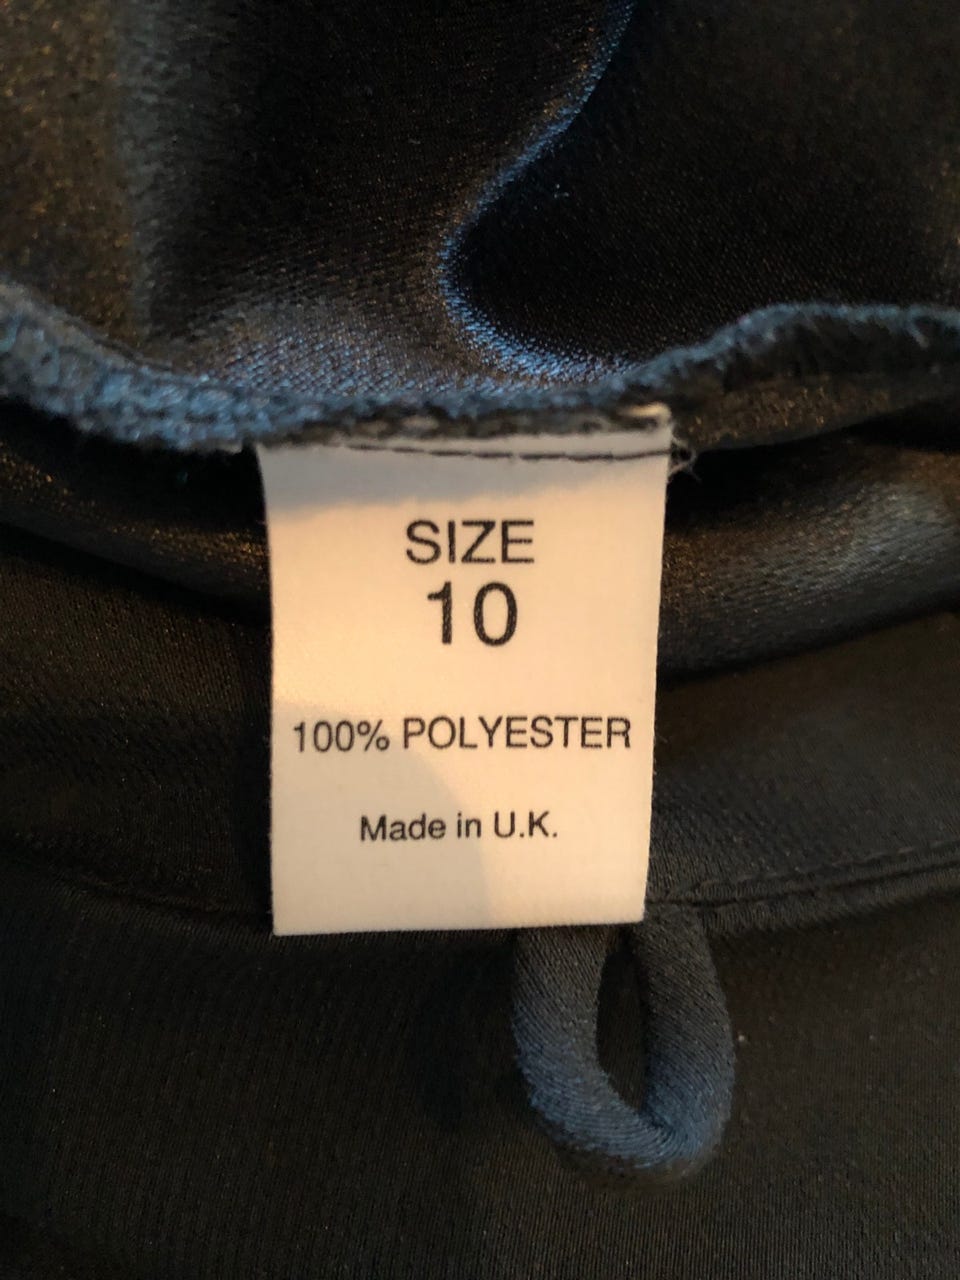 SIZE
10
100% POLYESTER
Made in U.K.